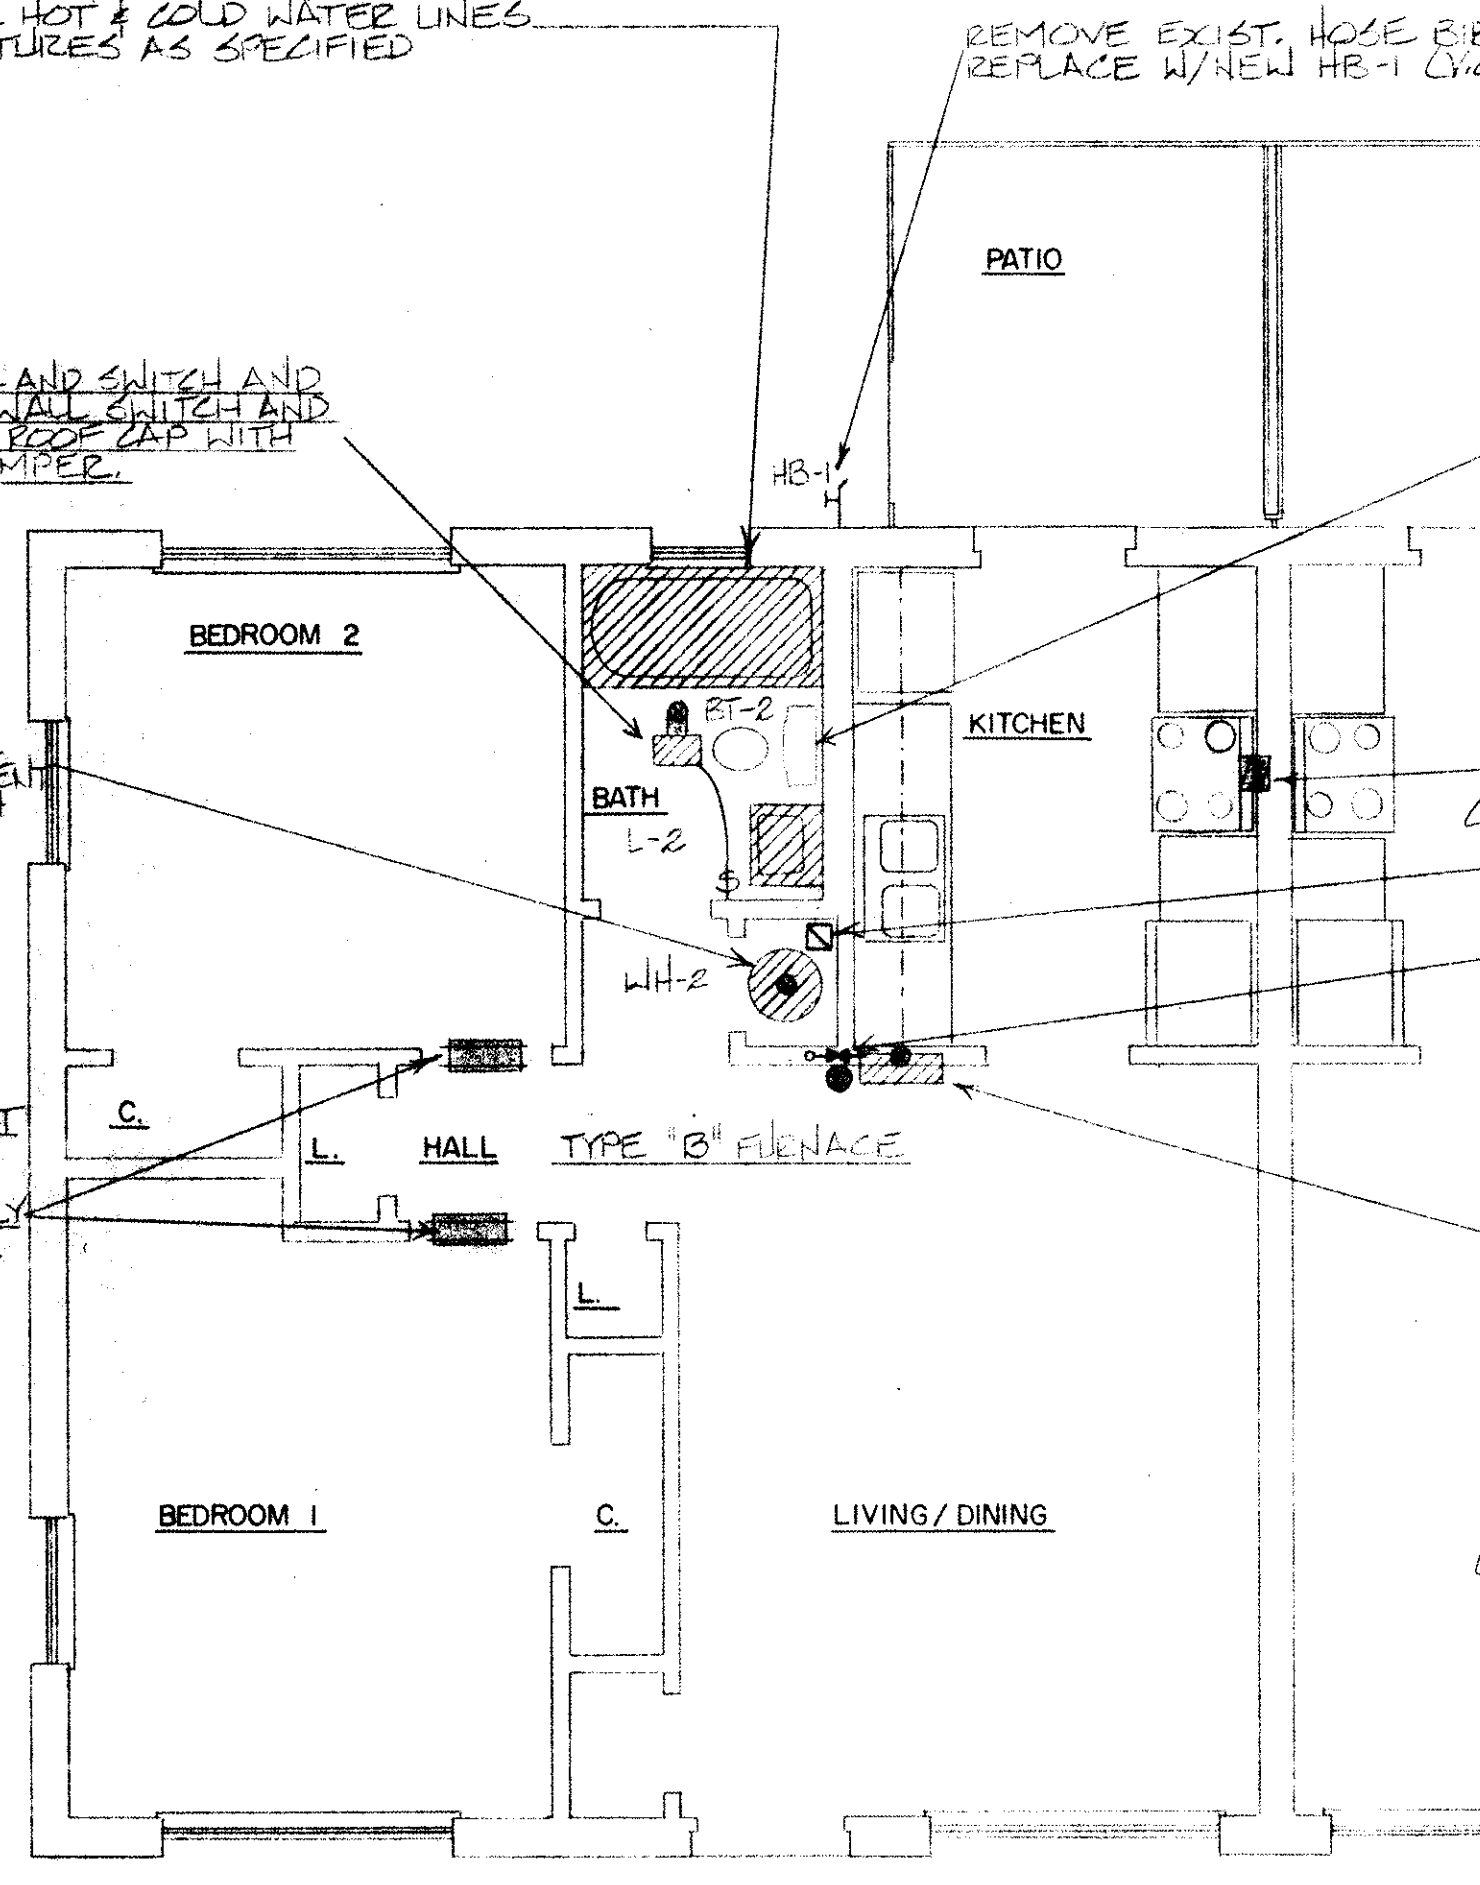 HOT & COLD WATER LINES
TURES AS SPECIFIED
REMOVE EXIST. HOSE BIB
REPLACE W/NEW HB-1
PATIO
AND SWITCH AND
WALL SWITCH AND
ROOF CAP WITH
MPER.
HB-1
BEDROOM 2
BT-2
KITCHEN
BATH
L-2
$
WH-2
C.
L.
HALL
TYPE "B" FURNACE
L.
BEDROOM 1
C.
LIVING/DINING